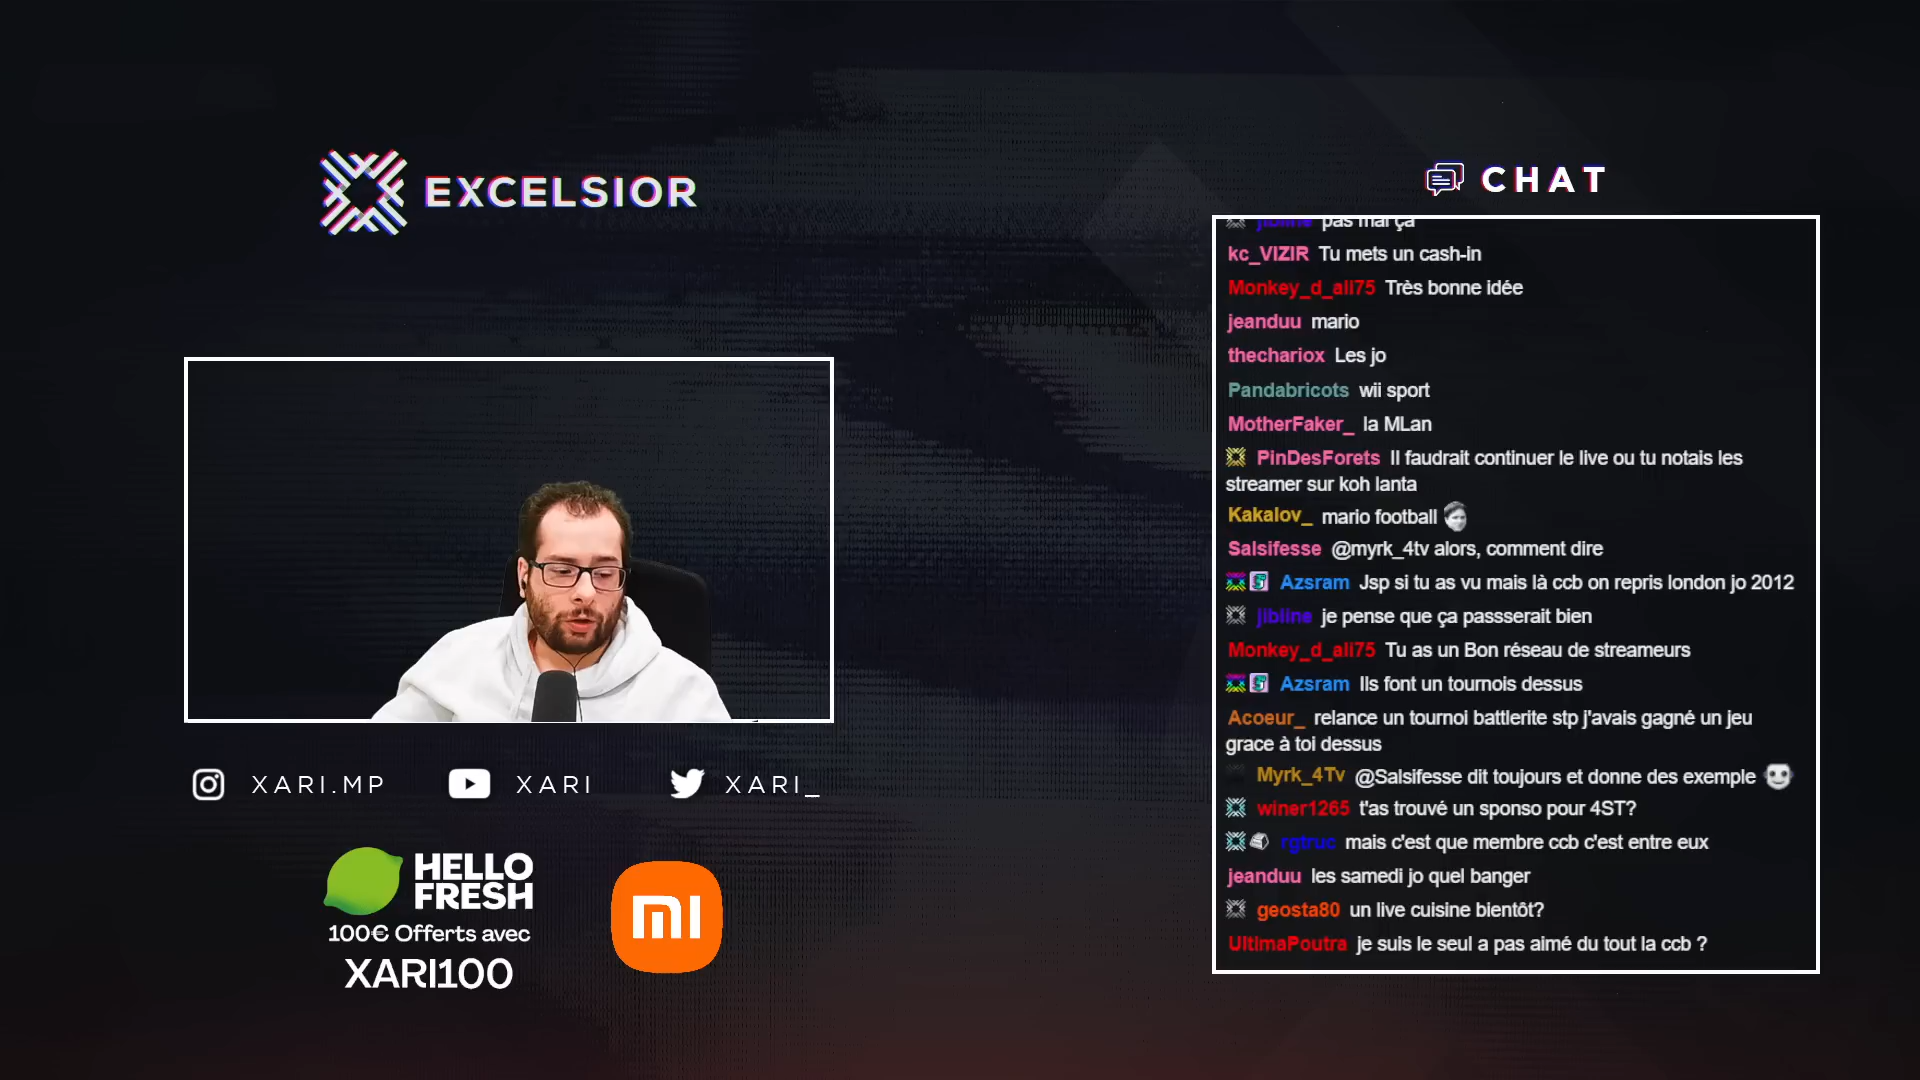 EXCELSIOR
CHAT
jibline pas mal ça
kc_VIZIR Tu mets un cash-in
Monkey_d_ali75 Très bonne idée
jeanduu mario
thechariox Les jo
Pandabricots wii sport
MotherFaker_ la MLan
PinDesForets Il faudrait continuer le live ou tu notais les
streamer sur koh lanta
Kakalov_ mario football
Salsifesse @myrk_4tv alors, comment dire
Azsram Jsp si tu as vu mais là ccb on repris london jo 2012
jibline je pense que ça passserait bien
Monkey_d_ali75 Tu as un Bon réseau de streameurs
Azsram Ils font un tournois dessus
Acoeur_ relance un tournoi battlerite stp j'avais gagné un jeu
grace à toi dessus
Myrk_4Tv @Salsifesse dit toujours et donne des exemple
winer1265 t'as trouvé un sponso pour 4ST?
rgtruc mais c'est que membre ccb c'est entre eux
jeanduu les samedi jo quel banger
geosta80 un live cuisine bientôt?
UltimaPoutra je suis le seul a pas aimé du tout la ccb ?
XARI.MP
XARI
XARI_
HELLO
FRESH
100€ Offerts avec
XARI100
MI